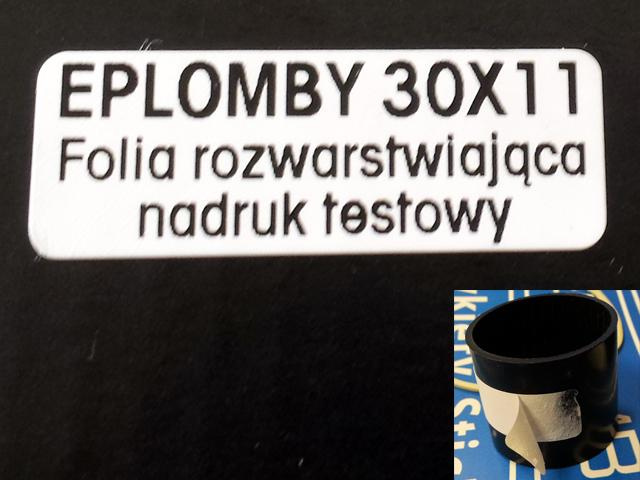 EPLOMBY 30X11
Folia rozwarstwiająca
nadruk testowy